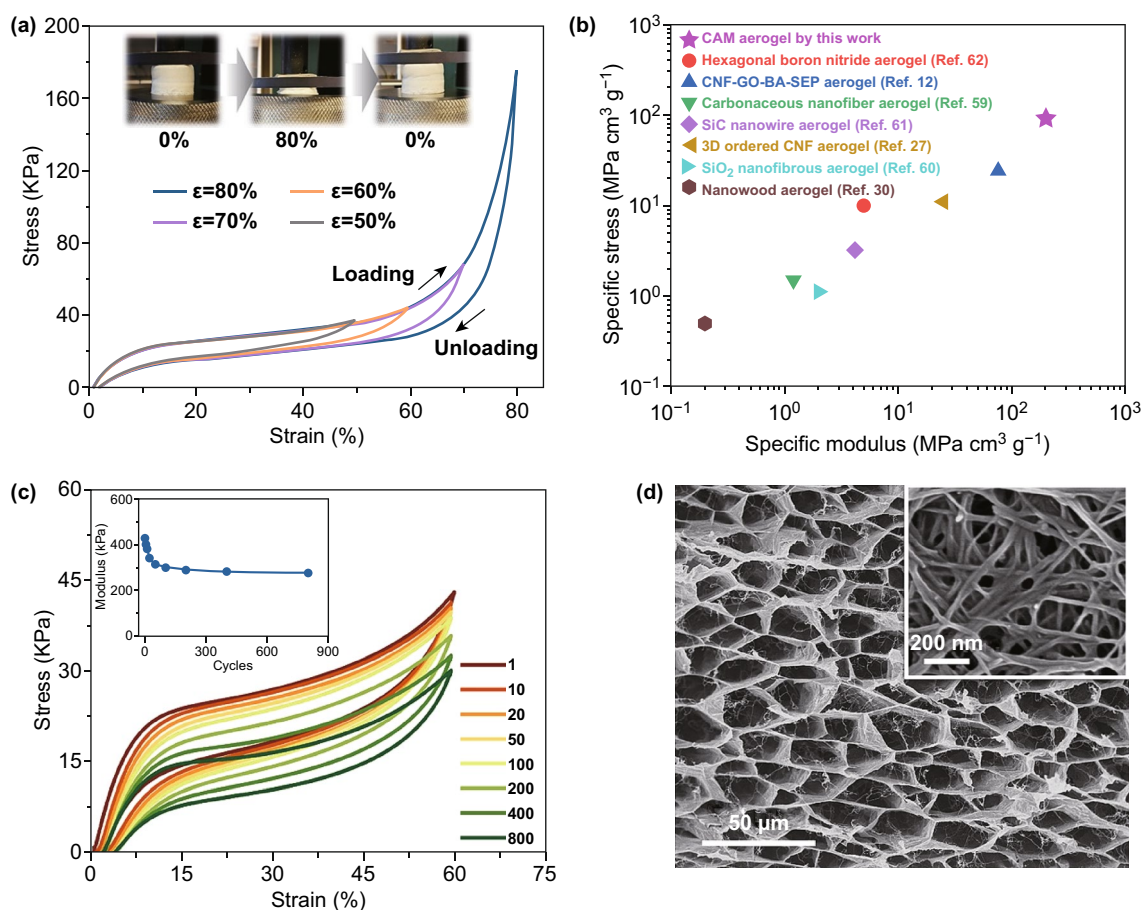 (a)
200
160
120
80
40
0
Stress (KPa)
0% 80% 0%
ε=80% ε=60%
ε=70% ε=50%
Loading
Unloading
0 20 40 60 80
Strain (%)
(b)
10³
10²
10¹
10⁰
10⁻¹
Specific stress (MPa cm³ g⁻¹)
CAM aerogel by this work
Hexagonal boron nitride aerogel (Ref. 62)
CNF-GO-BA-SEP aerogel (Ref. 12)
Carbonaceous nanofiber aerogel (Ref. 59)
SiC nanowire aerogel (Ref. 61)
3D ordered CNF aerogel (Ref. 27)
SiO₂ nanofibrous aerogel (Ref. 60)
Nanowood aerogel (Ref. 30)
10⁻¹ 10⁰ 10¹ 10² 10³
Specific modulus (MPa cm³ g⁻¹)
(c)
60
45
30
15
0
Stress (KPa)
600
400
200
0
Modulus (kPa)
0 300 600 900
Cycles
1
10
20
50
100
200
400
800
0 15 30 45 60 75
Strain (%)
(d)
200 nm
50 µm